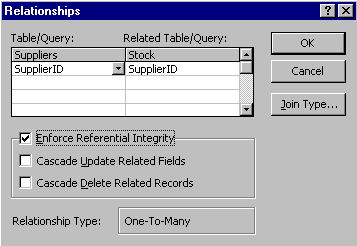 Relationships
Table/Query: Related Table/Query:
Suppliers Stock
SupplierID SupplierID
OK
Cancel
Join Type...
Enforce Referential Integrity
Cascade Update Related Fields
Cascade Delete Related Records
Relationship Type: One-To-Many